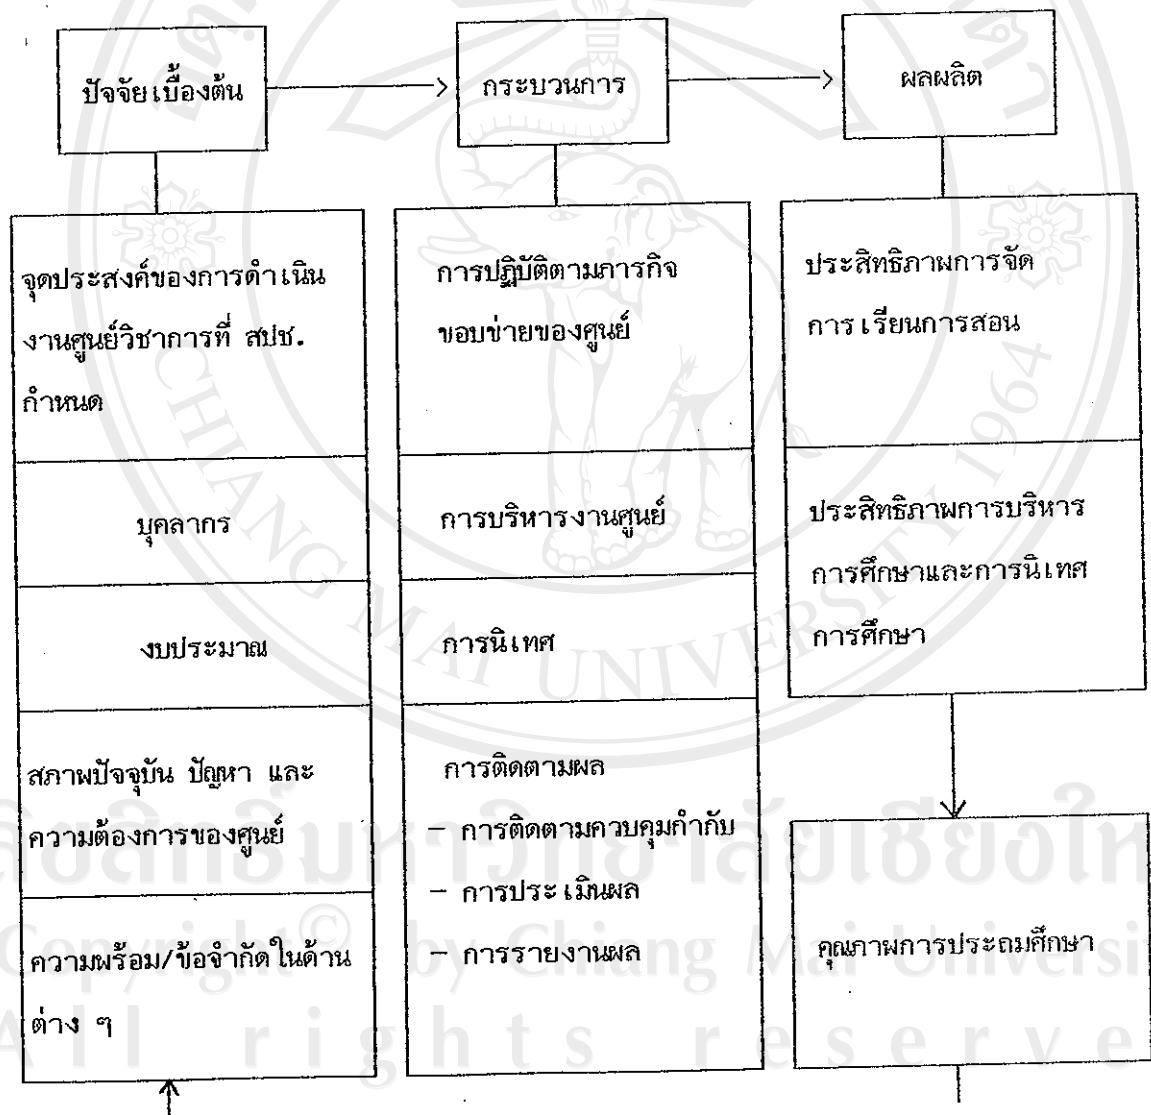 ปัจจัยเบื้องต้น
กระบวนการ
ผลผลิต
จุดประสงค์ของการดำเนิน
งานศูนย์วิชาการที่ สปช.
กำหนด
บุคลากร
งบประมาณ
สภาพปัจจุบัน ปัญหา และ
ความต้องการของศูนย์
ความพร้อม/ข้อจำกัดในด้าน
ต่าง ๆ
การปฏิบัติตามภารกิจ
ขอบข่ายของศูนย์
การบริหารงานศูนย์
การนิเทศ
การติดตามผล
- การติดตามควบคุมกำกับ
- การประเมินผล
- การรายงานผล
ประสิทธิภาพการจัด
การเรียนการสอน
ประสิทธิภาพการบริหาร
การศึกษาและการนิเทศ
การศึกษา
คุณภาพการประถมศึกษา
CHIANG MAI UNIVERSITY 1964
ลิขสิทธิ์มหาวิทยาลัยเชียงให
Copyright© by Chiang Mai Universi
All rights reserve